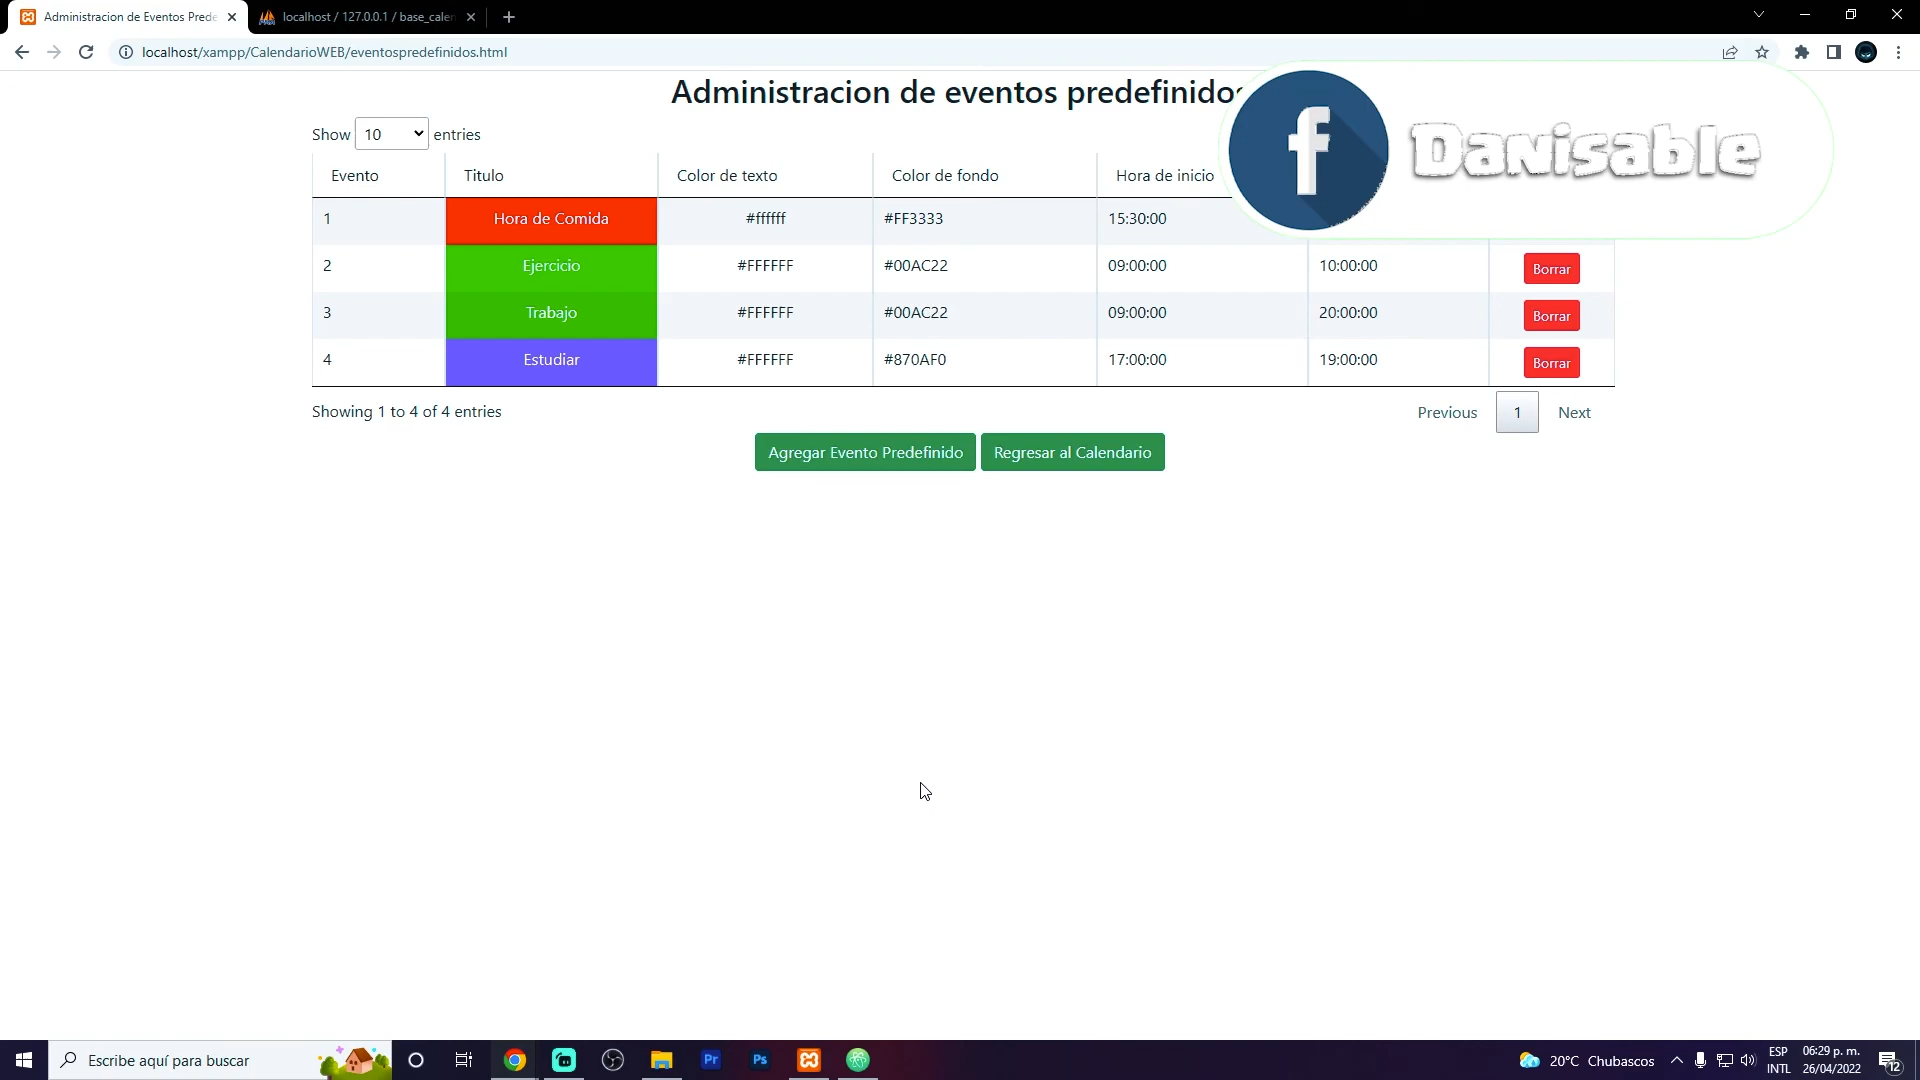 Administracion de Eventos Prede
localhost / 127.0.0.1 / base_calen
localhost/xampp/CalendarioWEB/eventospredefinidos.html
Administracion de eventos predefinidos
f Danisable
Show 10 entries
Evento Titulo Color de texto Color de fondo Hora de inicio
1 Hora de Comida #ffffff #FF3333 15:30:00
2 Ejercicio #FFFFFF #00AC22 09:00:00 10:00:00 Borrar
3 Trabajo #FFFFFF #00AC22 09:00:00 20:00:00 Borrar
4 Estudiar #FFFFFF #870AF0 17:00:00 19:00:00 Borrar
Showing 1 to 4 of 4 entries
Previous 1 Next
Agregar Evento Predefinido Regresar al Calendario
Escribe aquí para buscar
Pr
Ps
20°C Chubascos
ESP
INTL
06:29 p. m.
26/04/2022
12